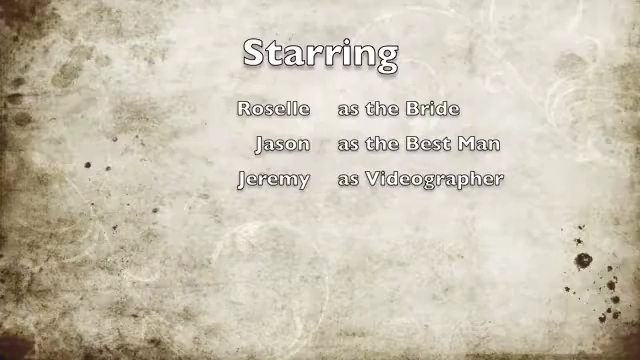 Starring
Roselle as the Bride
Jason as the Best Man
Jeremy as Videographer